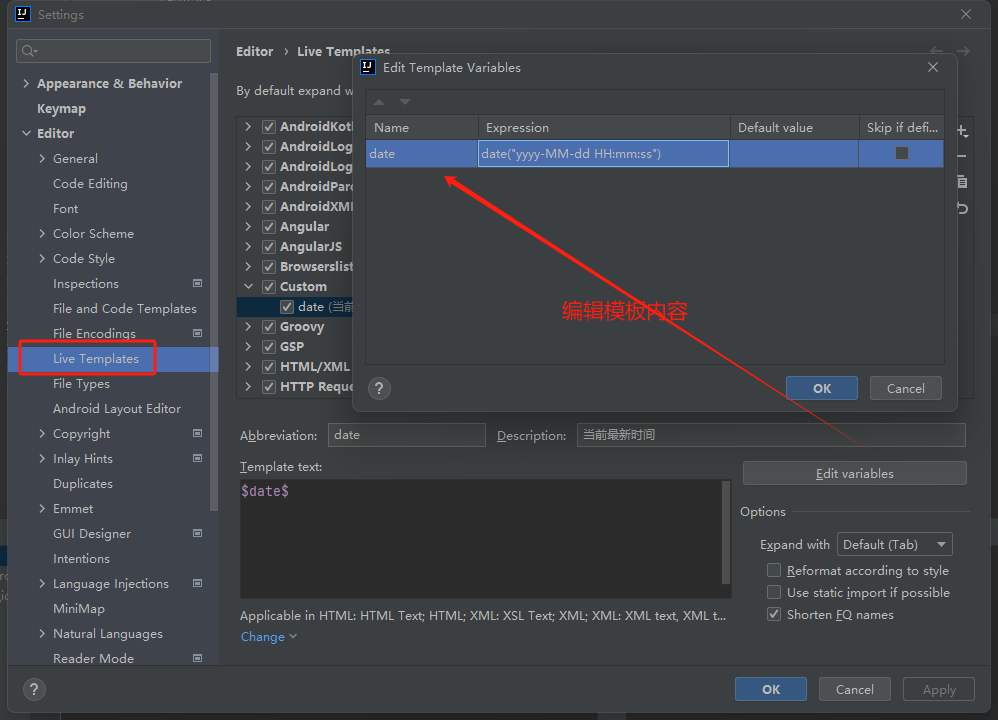 Settings
Appearance & Behavior
Keymap
Editor
General
Code Editing
Font
Color Scheme
Code Style
Inspections
File and Code Templates
File Encodings
Live Templates
File Types
Android Layout Editor
Copyright
Inlay Hints
Duplicates
Emmet
GUI Designer
Intentions
Language Injections
MiniMap
Natural Languages
Reader Mode
Editor › Live Templates
By default expand w
AndroidKotl
AndroidLog
AndroidLog
AndroidParc
AndroidXML
Angular
AngularJS
Browserslist
Custom
date (当前
Groovy
GSP
HTML/XML
HTTP Reque
Edit Template Variables
Name Expression Default value Skip if defi...
date date("yyyy-MM-dd HH:mm:ss")
编辑模板内容
? OK Cancel
Abbreviation: date Description: 当前最新时间
Template text:
$date$
Edit variables
Options
Expand with Default (Tab)
Reformat according to style
Use static import if possible
Shorten FQ names
Applicable in HTML: HTML Text; HTML; XML: XSL Text; XML; XML: XML text, XML t...
Change
? OK Cancel Apply